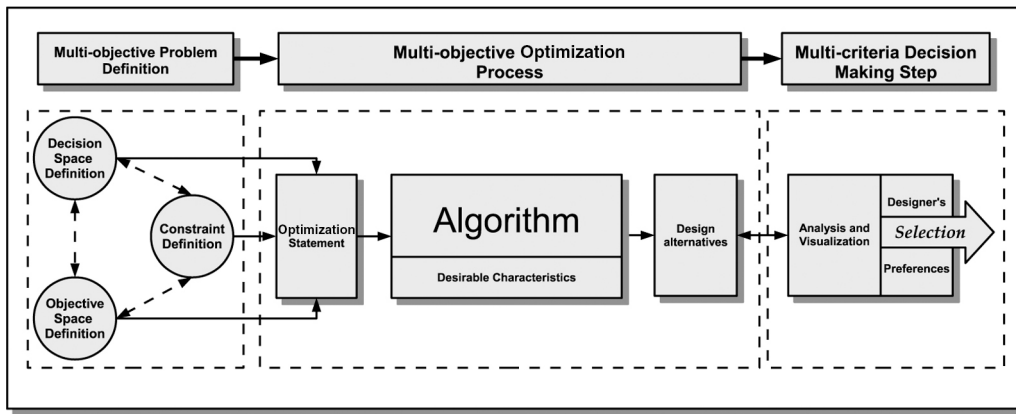 Multi-objective Problem
Definition
Multi-objective Optimization
Process
Multi-criteria Decision
Making Step
Decision
Space
Definition
Constraint
Definition
Objective
Space
Definition
Optimization
Statement
Algorithm
Desirable Characteristics
Design
alternatives
Analysis and
Visualization
Designer's
Selection
Preferences